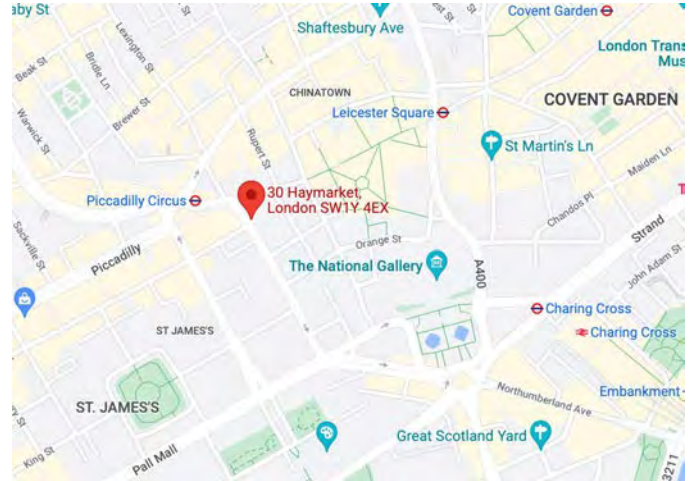 aby St
Shaftesbury Ave
Covent Garden
London Trans
Mus
Lexington St
Bridle Ln
Beak St
Brewer St
Warwick St
CHINATOWN
Leicester Square
COVENT GARDEN
Rupert St
St Martin's Ln
Maiden Ln
Piccadilly Circus
30 Haymarket,
London SW1Y 4EX
Chandos Pl
Strand
Sackville St
Piccadilly
Orange St
The National Gallery
A400
John Adam St
Charing Cross
Charing Cross
ST JAMES'S
ST. JAMES'S
Embankment
Northumberland Ave
King St
Pall Mall
Great Scotland Yard
3211